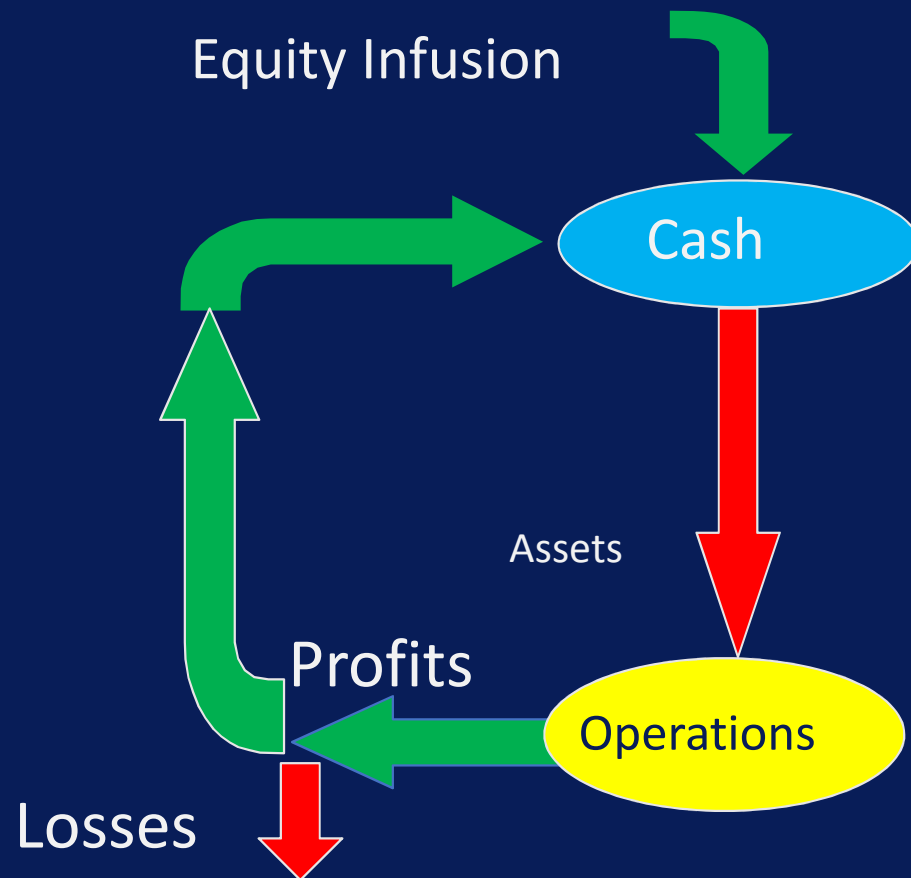 Equity Infusion
Cash
Assets
Profits
Operations
Losses